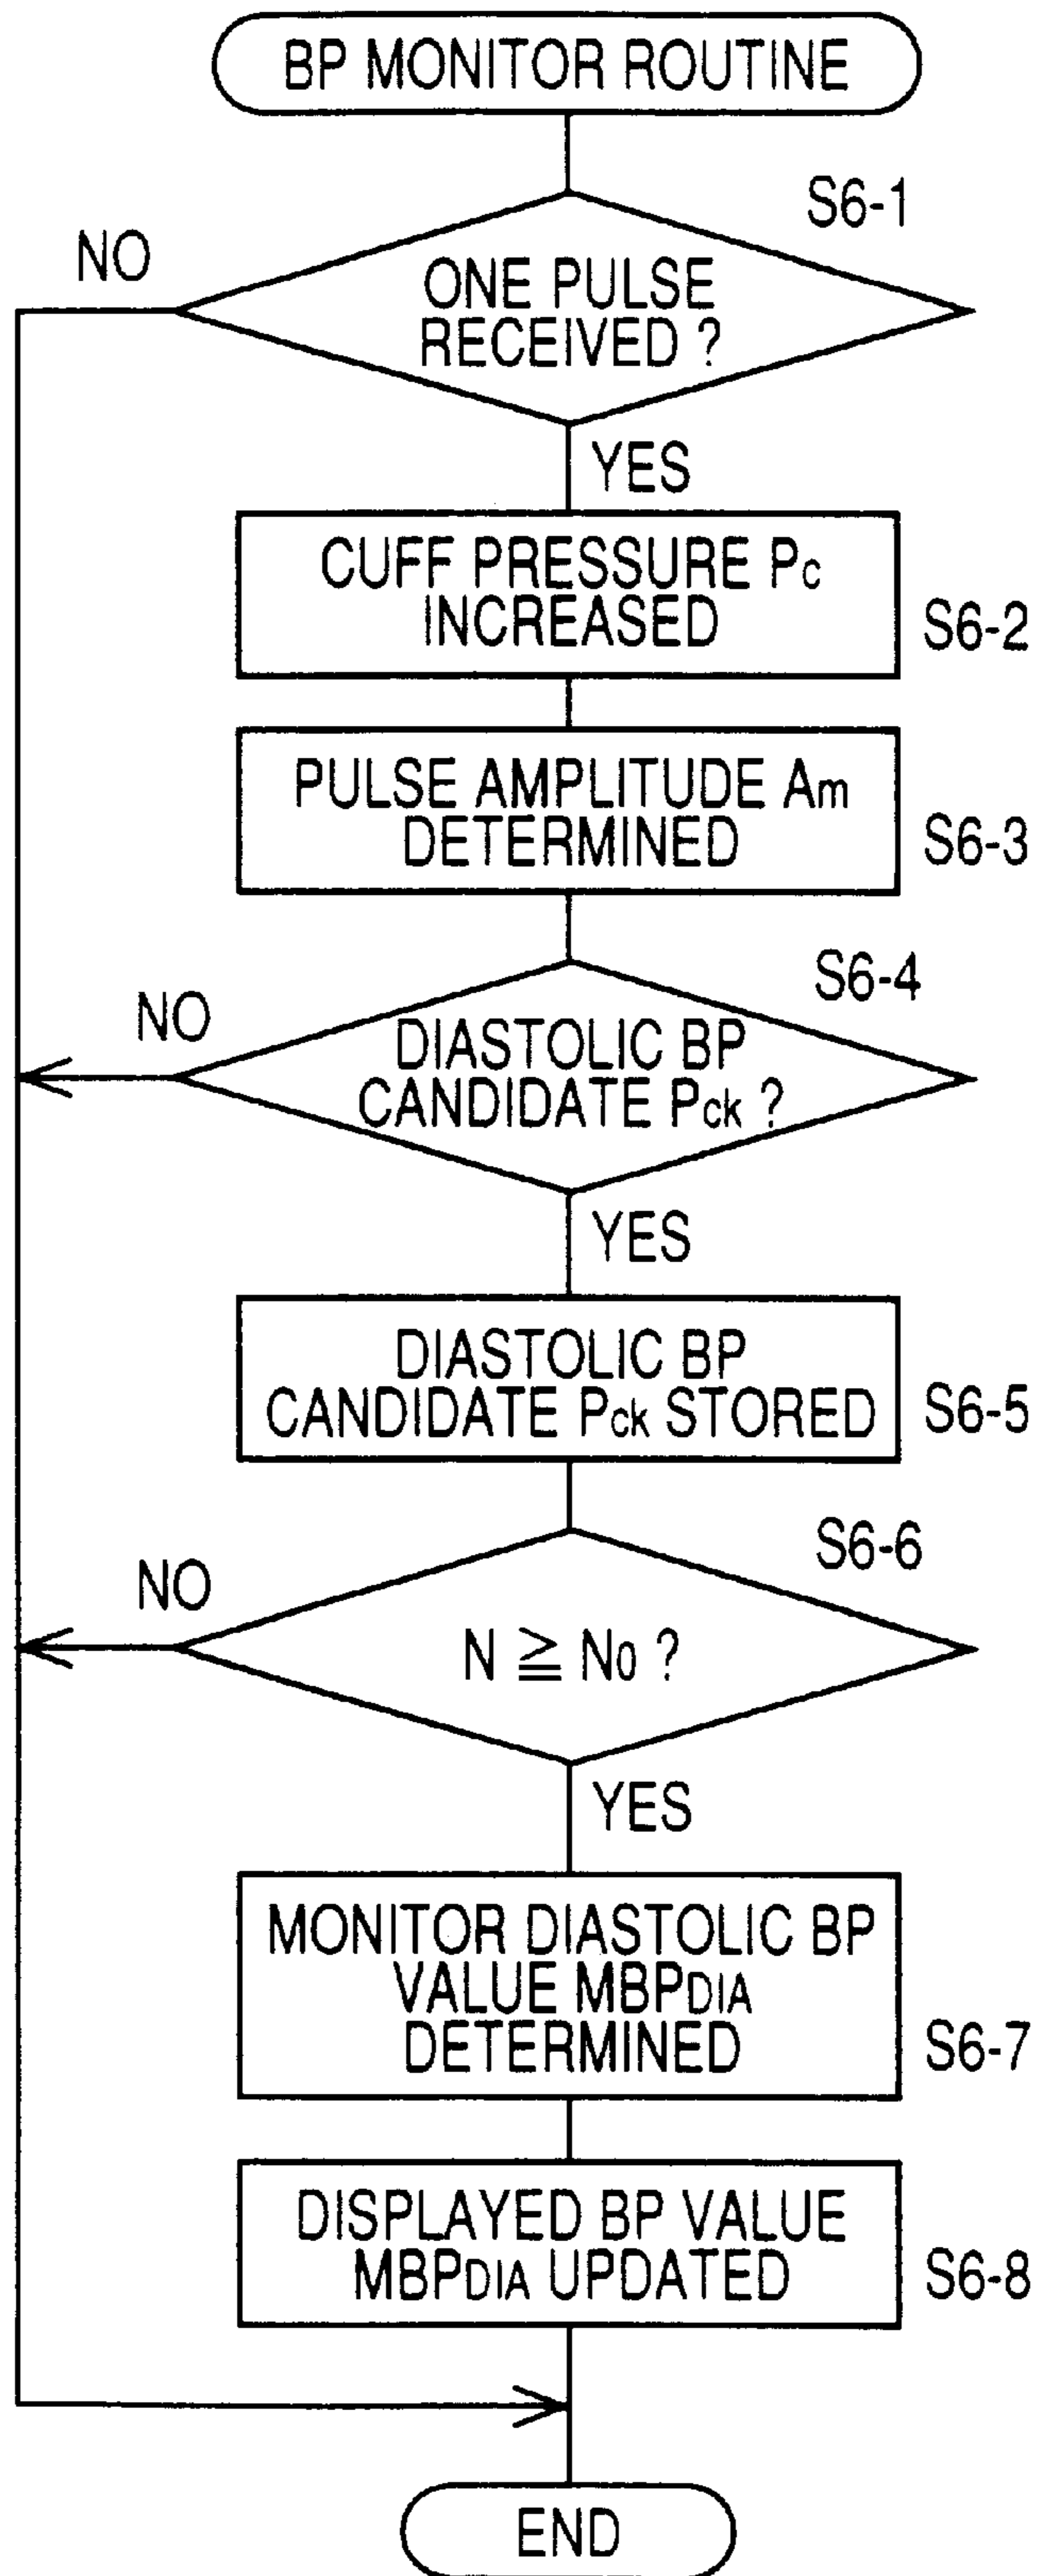 BP MONITOR ROUTINE
S6-1
NO
ONE PULSE
RECEIVED ?
YES
CUFF PRESSURE Pc
INCREASED
S6-2
PULSE AMPLITUDE Am
DETERMINED
S6-3
S6-4
NO
DIASTOLIC BP
CANDIDATE Pck ?
YES
DIASTOLIC BP
CANDIDATE Pck STORED
S6-5
S6-6
NO
N ≧ N0 ?
YES
MONITOR DIASTOLIC BP
VALUE MBPDIA
DETERMINED
S6-7
DISPLAYED BP VALUE
MBPDIA UPDATED
S6-8
END